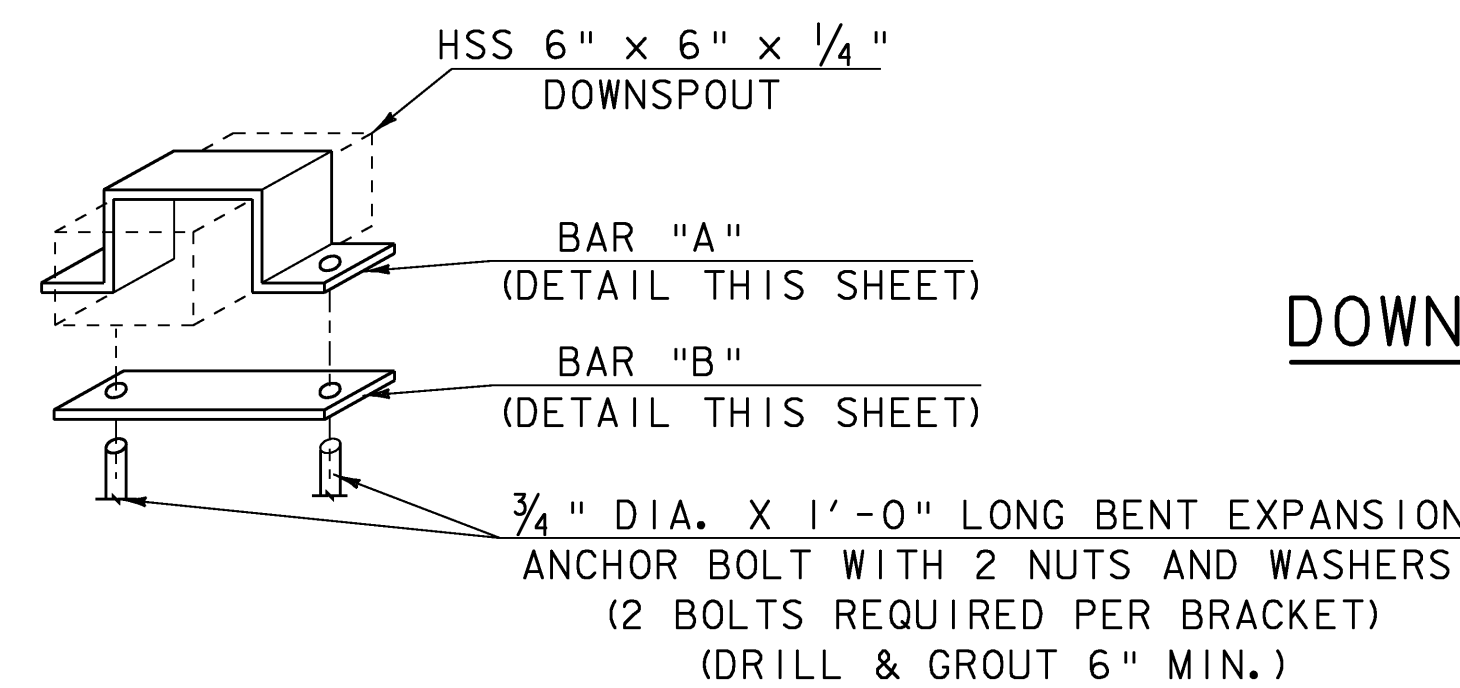 HSS 6" x 6" x 1/4"
DOWNSPOUT
BAR "A"
(DETAIL THIS SHEET)
DOWN
BAR "B"
(DETAIL THIS SHEET)
3/4" DIA. X 1'-0" LONG BENT EXPANSION
ANCHOR BOLT WITH 2 NUTS AND WASHERS
(2 BOLTS REQUIRED PER BRACKET)
(DRILL & GROUT 6" MIN.)